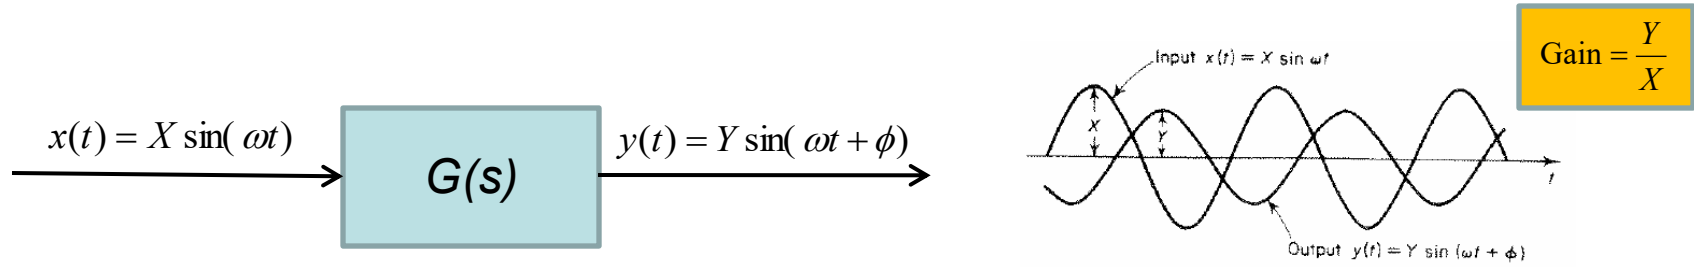 x(t) = X sin( ωt)
G(s)
y(t) = Y sin( ωt + ϕ)
Input x(t) = X sin ωt
X
Y
t
Output y(t) = Y sin (ωt + ϕ)
Gain = Y
X